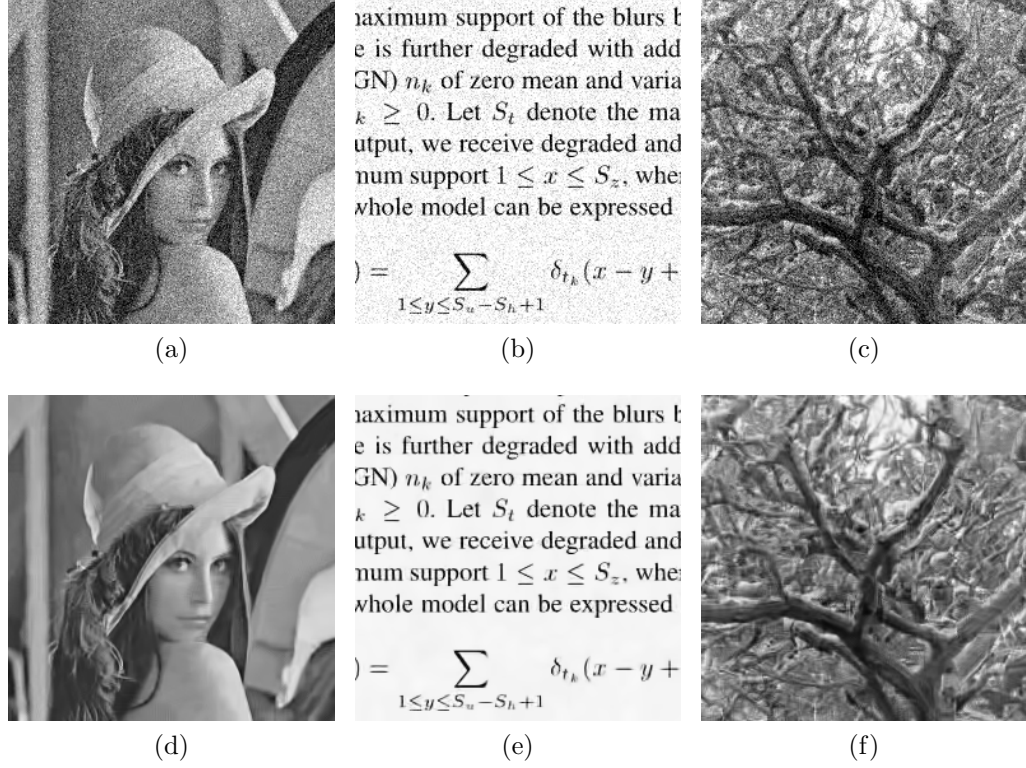 naximum support of the blurs b
e is further degraded with add
GN) n_k of zero mean and varia
k ≥ 0. Let S_t denote the ma
utput, we receive degraded and
num support 1 ≤ x ≤ S_z, when
whole model can be expressed
) = ∑ δ_{t_k}(x − y +
1≤y≤S_u−S_h+1
(a) (b) (c)
naximum support of the blurs b
e is further degraded with add
GN) n_k of zero mean and varia
k ≥ 0. Let S_t denote the ma
utput, we receive degraded and
num support 1 ≤ x ≤ S_z, when
whole model can be expressed
) = ∑ δ_{t_k}(x − y +
1≤y≤S_u−S_h+1
(d) (e) (f)